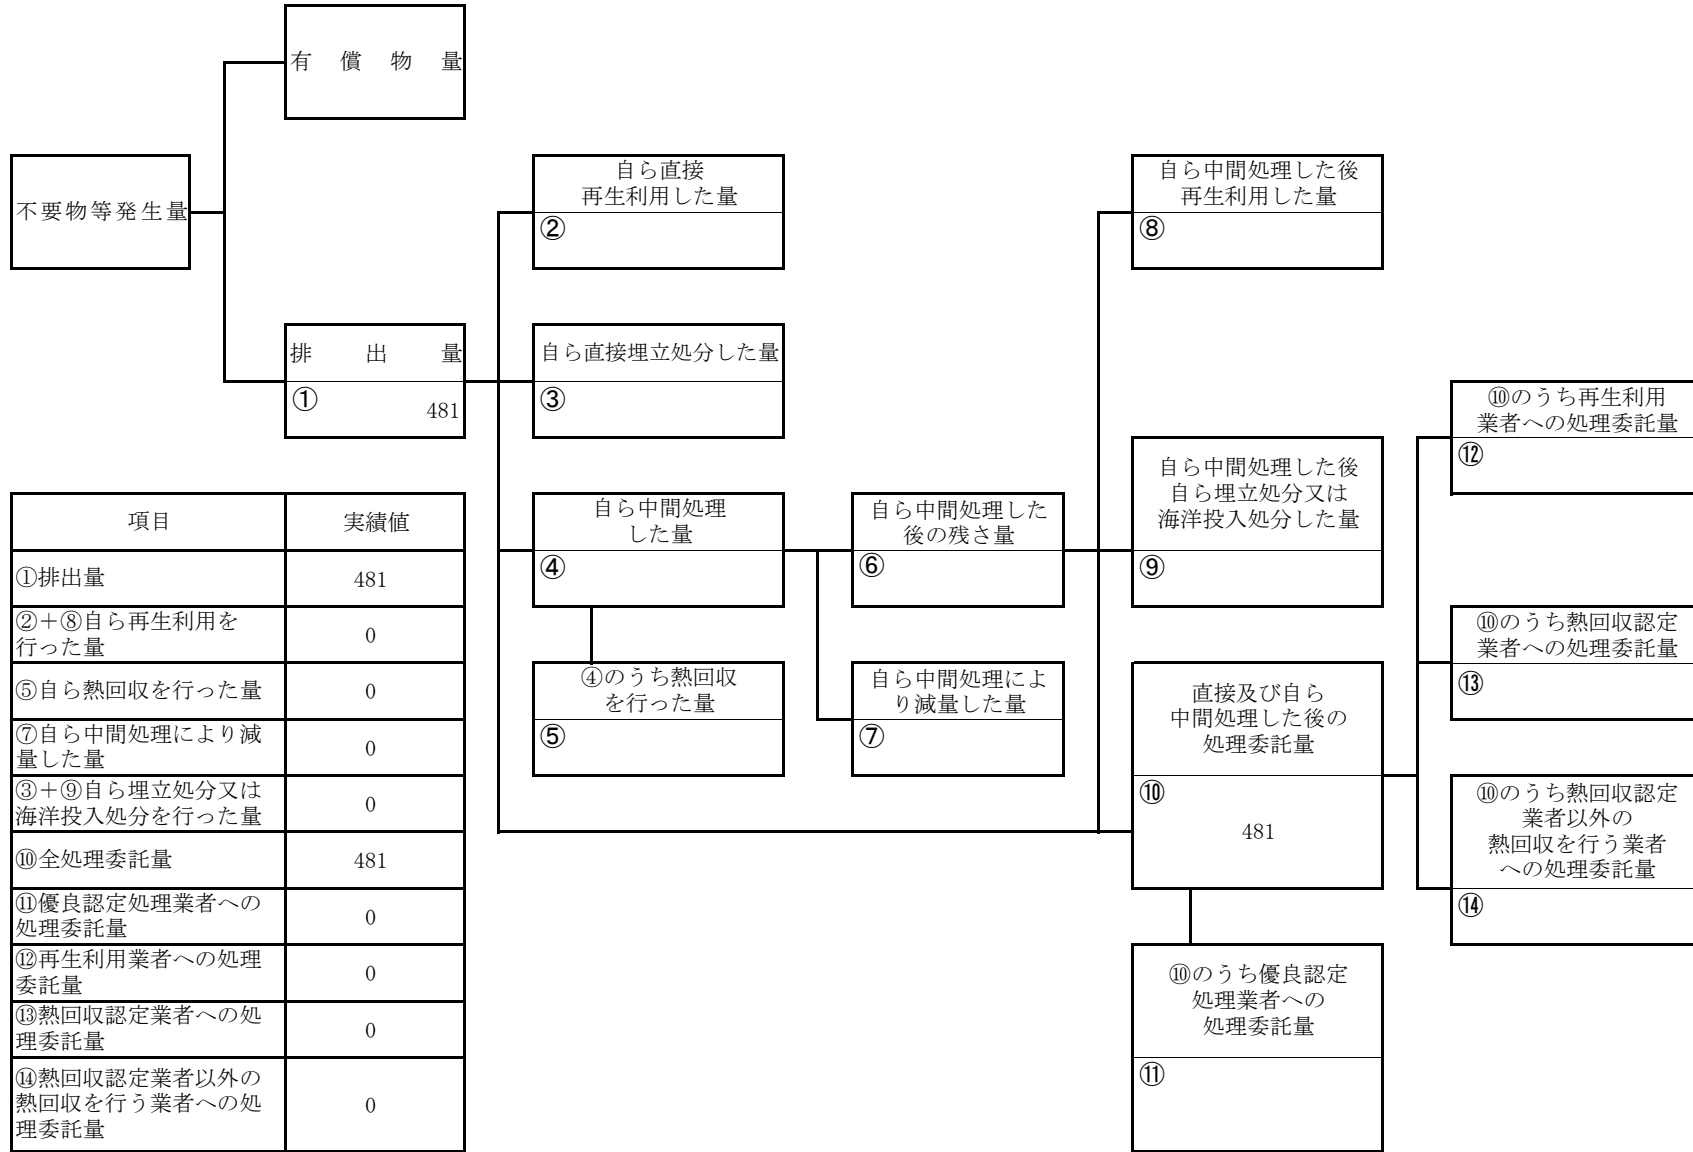 有償物量
不要物等発生量
排出量
①
481
自ら直接
再生利用した量
②
自ら直接埋立処分した量
③
自ら中間処理
した量
④
④のうち熱回収
を行った量
⑤
自ら中間処理した
後の残さ量
⑥
自ら中間処理によ
り減量した量
⑦
自ら中間処理した後
再生利用した量
⑧
自ら中間処理した後
自ら埋立処分又は
海洋投入処分した量
⑨
直接及び自ら
中間処理した後の
処理委託量
⑩
481
⑩のうち優良認定
処理業者への
処理委託量
⑪
⑩のうち再生利用
業者への処理委託量
⑫
⑩のうち熱回収認定
業者への処理委託量
⑬
⑩のうち熱回収認定
業者以外の
熱回収を行う業者
への処理委託量
⑭
項目 実績値
①排出量 481
②+⑧自ら再生利用を
行った量 0
⑤自ら熱回収を行った量 0
⑦自ら中間処理により減
量した量 0
③+⑨自ら埋立処分又は
海洋投入処分を行った量 0
⑩全処理委託量 481
⑪優良認定処理業者への
処理委託量 0
⑫再生利用業者への処理
委託量 0
⑬熱回収認定業者への処
理委託量 0
⑭熱回収認定業者以外の
熱回収を行う業者への処
理委託量 0